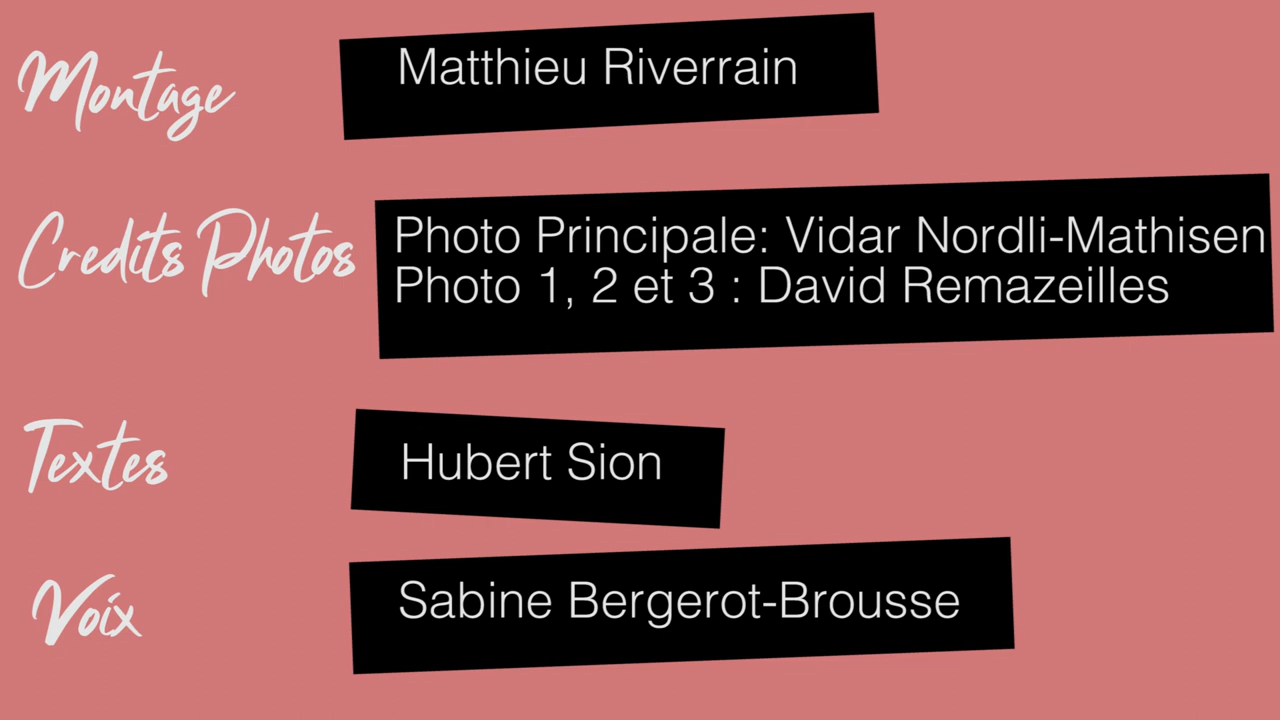 Montage
Matthieu Riverrain
Credits Photos
Photo Principale: Vidar Nordli-Mathisen
Photo 1, 2 et 3 : David Remazeilles
Textes
Hubert Sion
Voix
Sabine Bergerot-Brousse